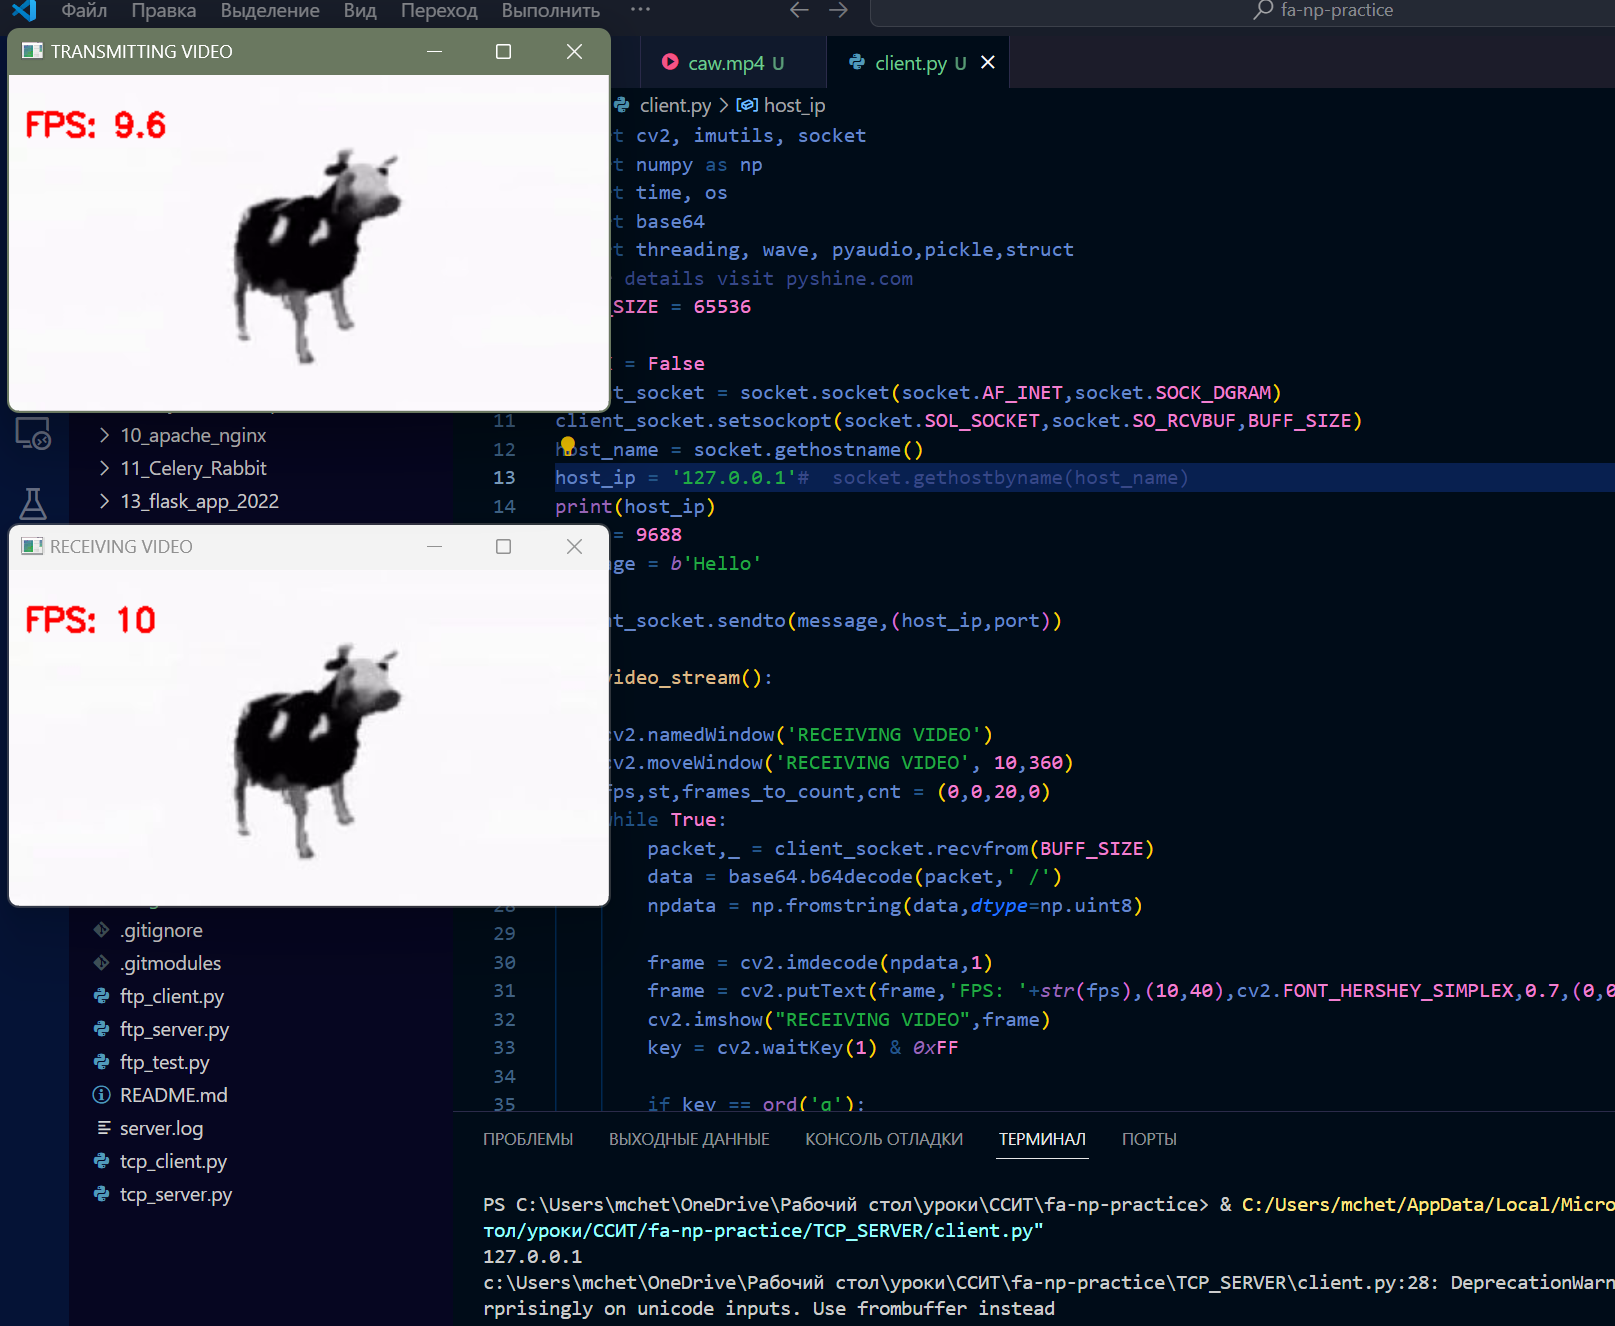 Файл Правка Выделение Вид Переход Выполнить ··· fa-np-practice
TRANSMITTING VIDEO
FPS: 9.6
caw.mp4 U
client.py U
client.py > host_ip
t cv2, imutils, socket
t numpy as np
t time, os
t base64
t threading, wave, pyaudio,pickle,struct
details visit pyshine.com
_SIZE = 65536
= False
t_socket = socket.socket(socket.AF_INET,socket.SOCK_DGRAM)
11 client_socket.setsockopt(socket.SOL_SOCKET,socket.SO_RCVBUF,BUFF_SIZE)
12 host_name = socket.gethostname()
13 host_ip = '127.0.0.1'#  socket.gethostbyname(host_name)
14 print(host_ip)
= 9688
ge = b'Hello'
t_socket.sendto(message,(host_ip,port))
video_stream():
cv2.namedWindow('RECEIVING VIDEO')
cv2.moveWindow('RECEIVING VIDEO', 10,360)
fps,st,frames_to_count,cnt = (0,0,20,0)
while True:
packet,_ = client_socket.recvfrom(BUFF_SIZE)
data = base64.b64decode(packet,' /')
28 npdata = np.fromstring(data,dtype=np.uint8)
29
30 frame = cv2.imdecode(npdata,1)
31 frame = cv2.putText(frame,'FPS: '+str(fps),(10,40),cv2.FONT_HERSHEY_SIMPLEX,0.7,(0,0
32 cv2.imshow("RECEIVING VIDEO",frame)
33 key = cv2.waitKey(1) & 0xFF
34
35 if key == ord('q'):
10_apache_nginx
11_Celery_Rabbit
13_flask_app_2022
RECEIVING VIDEO
FPS: 10
.gitignore
.gitmodules
ftp_client.py
ftp_server.py
ftp_test.py
README.md
server.log
tcp_client.py
tcp_server.py
ПРОБЛЕМЫ ВЫХОДНЫЕ ДАННЫЕ КОНСОЛЬ ОТЛАДКИ ТЕРМИНАЛ ПОРТЫ
PS C:\Users\mchet\OneDrive\Рабочий стол\уроки\ССИТ\fa-np-practice> & C:/Users/mchet/AppData/Local/Micro
тол/уроки/ССИТ/fa-np-practice/TCP_SERVER/client.py"
127.0.0.1
c:\Users\mchet\OneDrive\Рабочий стол\уроки\ССИТ\fa-np-practice\TCP_SERVER\client.py:28: DeprecationWarn
rprisingly on unicode inputs. Use frombuffer instead